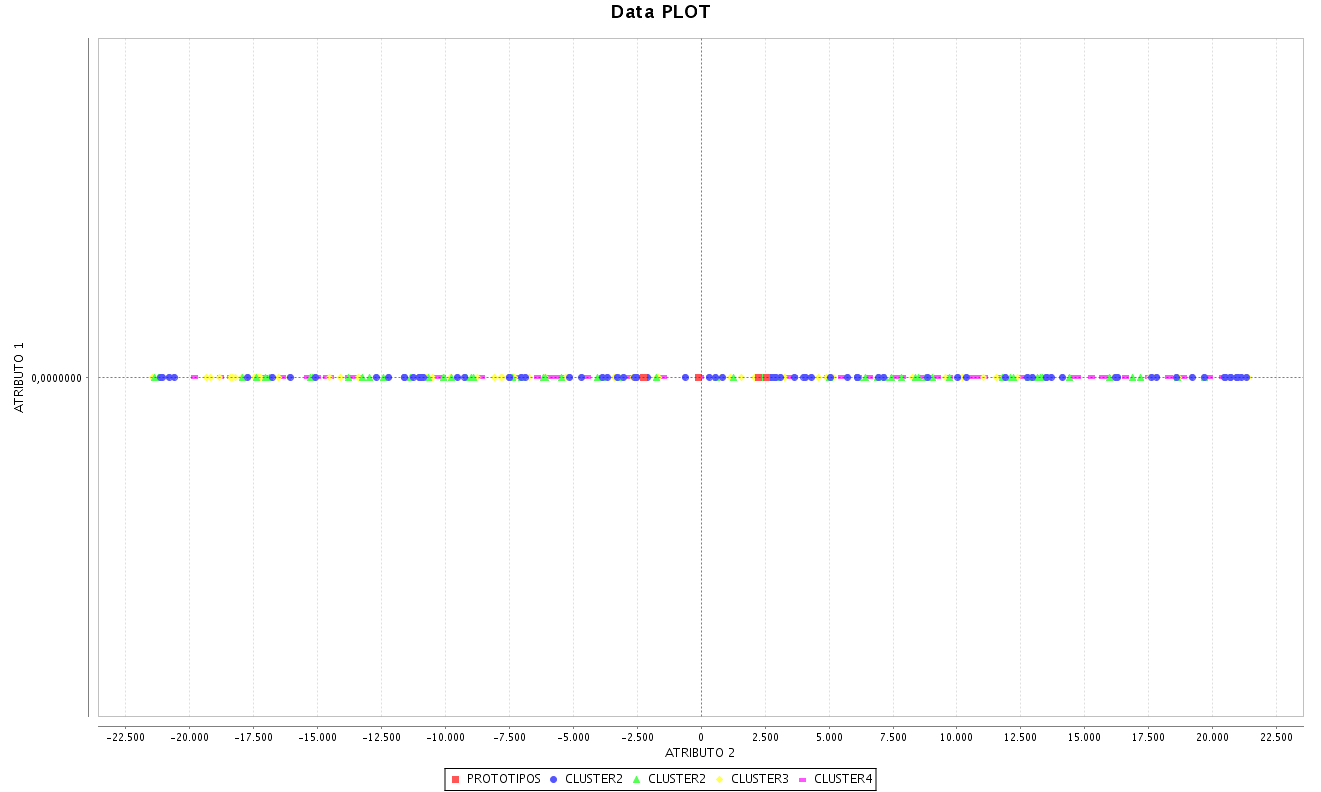 Data PLOT
ATRIBUTO 1
0,0000000
-22.500 -20.000 -17.500 -15.000 -12.500 -10.000 -7.500 -5.000 -2.500 0 2.500 5.000 7.500 10.000 12.500 15.000 17.500 20.000 22.500
ATRIBUTO 2
PROTOTIPOS CLUSTER2 CLUSTER2 CLUSTER3 CLUSTER4